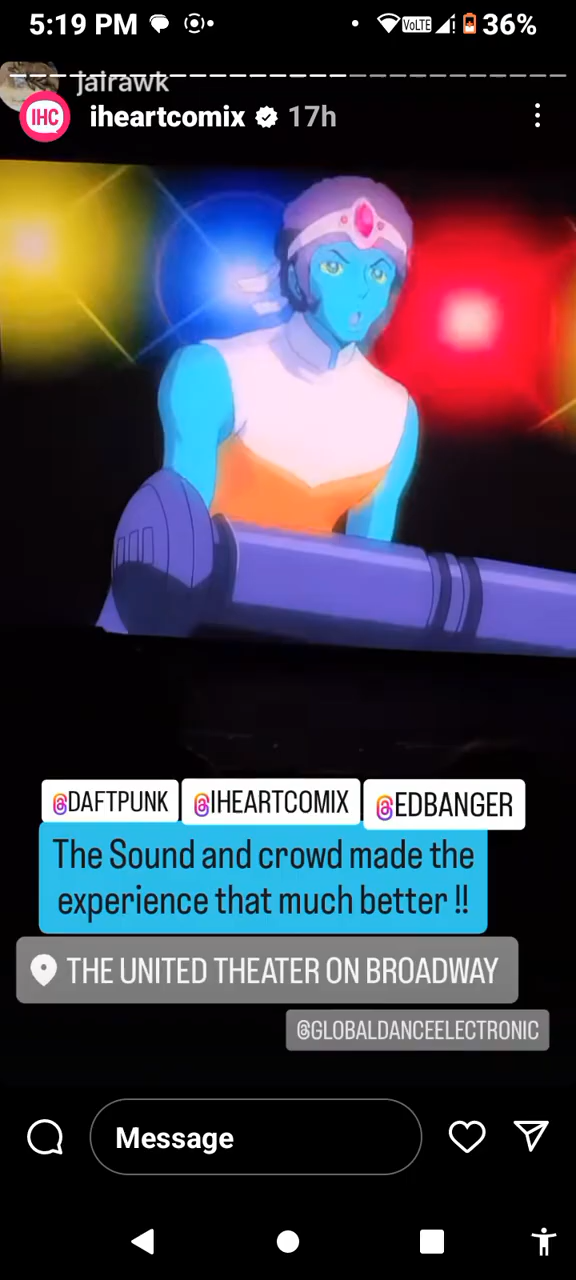 5:19 PM
VoLTE
36%
jairawk
IHC
iheartcomix 17h
@DAFTPUNK @IHEARTCOMIX @EDBANGER
The Sound and crowd made the
experience that much better !!
THE UNITED THEATER ON BROADWAY
@GLOBALDANCEELECTRONIC
Message